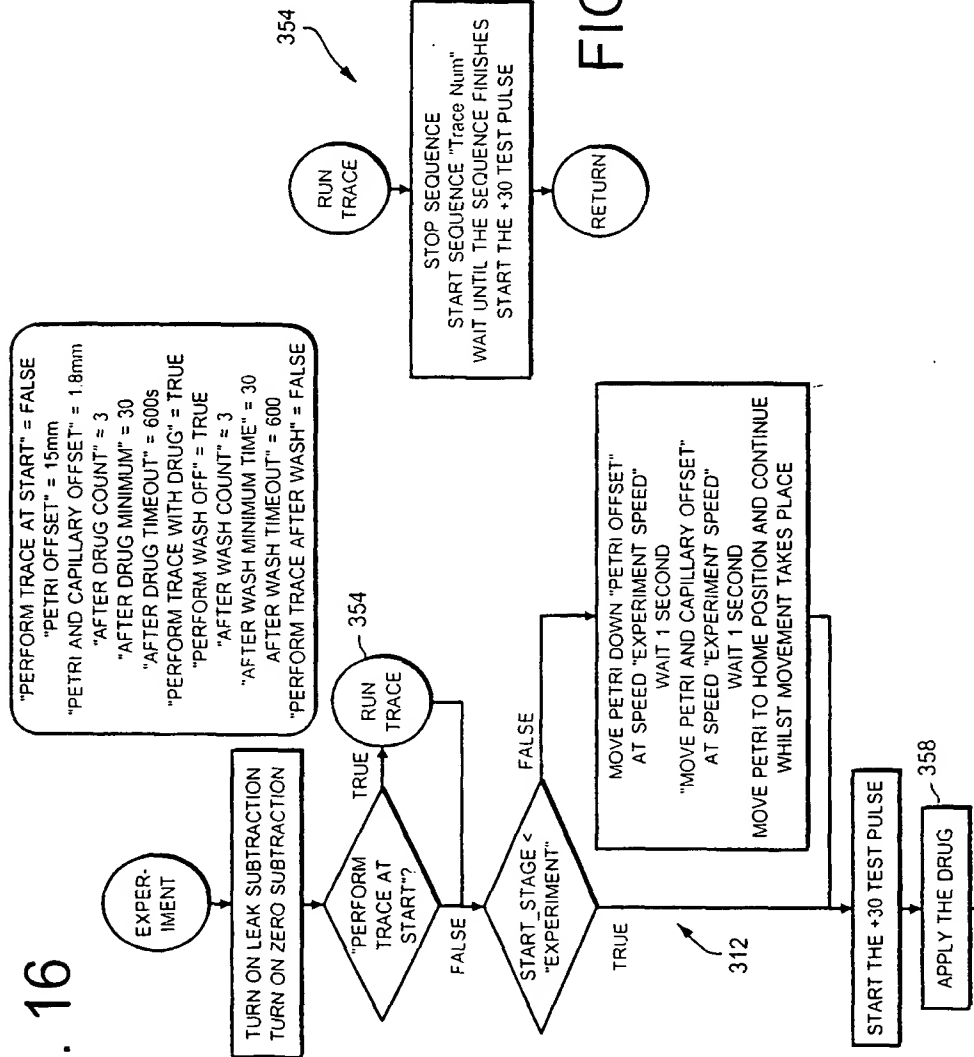 . 16
EXPER-
IMENT
TURN ON LEAK SUBTRACTION
TURN ON ZERO SUBTRACTION
"PERFORM
TRACE AT
START"?
TRUE
FALSE
RUN
TRACE
354
START_STAGE <
"EXPERIMENT"
FALSE
TRUE
312
MOVE PETRI DOWN "PETRI OFFSET"
AT SPEED "EXPERIMENT SPEED"
WAIT 1 SECOND
"MOVE PETRI AND CAPILLARY OFFSET"
AT SPEED "EXPERIMENT SPEED"
WAIT 1 SECOND
MOVE PETRI TO HOME POSITION AND CONTINUE
WHILST MOVEMENT TAKES PLACE
START THE +30 TEST PULSE
APPLY THE DRUG
358
"PERFORM TRACE AT START" = FALSE
"PETRI OFFSET" = 15mm
"PETRI AND CAPILLARY OFFSET" = 1.8mm
"AFTER DRUG COUNT" = 3
"AFTER DRUG MINIMUM" = 30
"AFTER DRUG TIMEOUT" = 600s
"PERFORM TRACE WITH DRUG" = TRUE
"PERFORM WASH OFF" = TRUE
"AFTER WASH COUNT" = 3
"AFTER WASH MINIMUM TIME" = 30
AFTER WASH TIMEOUT" = 600
"PERFORM TRACE AFTER WASH" = FALSE
RUN
TRACE
354
STOP SEQUENCE
START SEQUENCE "Trace Num"
WAIT UNTIL THE SEQUENCE FINISHES
START THE +30 TEST PULSE
RETURN
FIG